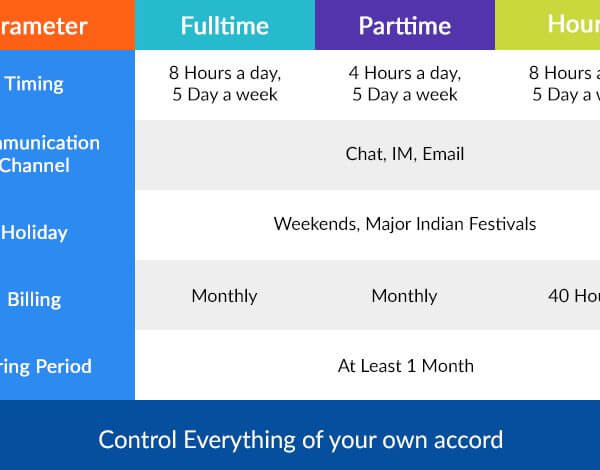 rameter Fulltime Parttime Hour
Timing
8 Hours a day,
5 Day a week
4 Hours a day,
5 Day a week
8 Hours a
5 Day a w
munication
Channel
Chat, IM, Email
Holiday
Weekends, Major Indian Festivals
Billing Monthly Monthly 40 Hou
ring Period At Least 1 Month
Control Everything of your own accord